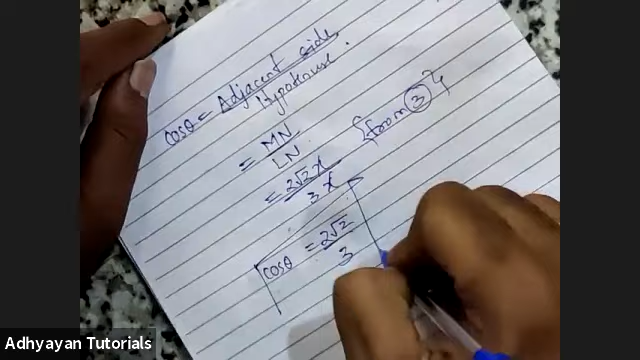 cosθ = Adjacent side
Hypotenuse.
= MN
LN
{from ③}
= 2√2 x
3 x
cosθ = 2√2
3
Adhyayan Tutorials